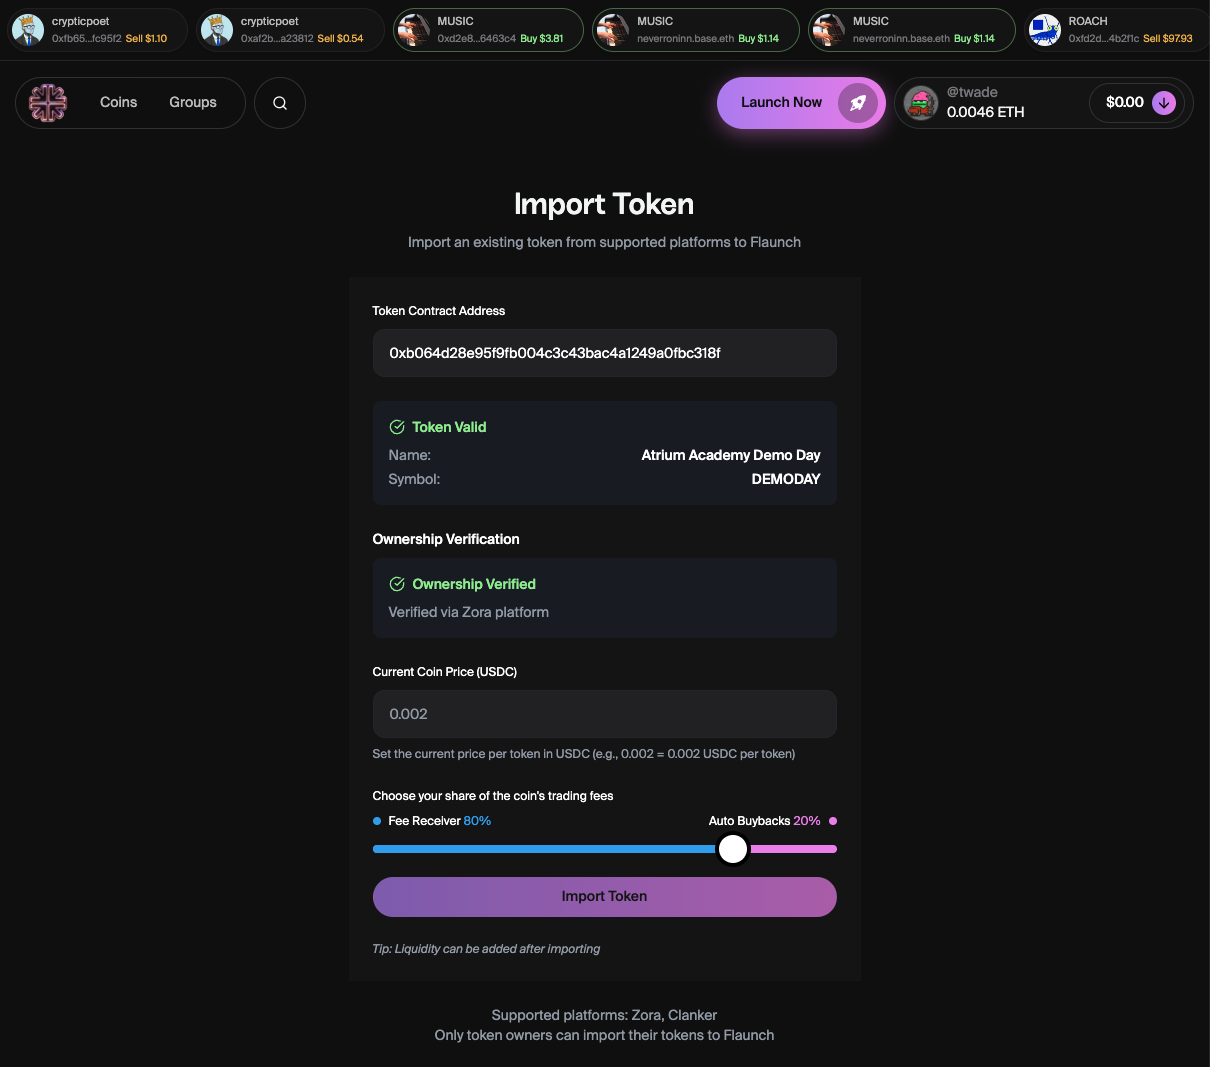 crypticpoet
0xfb65...fc95f2 Sell $1.10
crypticpoet
0xaf2b...a23812 Sell $0.54
MUSIC
0xd2e8...6463c4 Buy $3.81
MUSIC
neverroninn.base.eth Buy $1.14
MUSIC
neverroninn.base.eth Buy $1.14
ROACH
0xfd2d...4b2f1c Sell $97.93
Coins
Groups
Launch Now
@twade
0.0046 ETH
$0.00
Import Token
Import an existing token from supported platforms to Flaunch
Token Contract Address
0xb064d28e95f9fb004c3c43bac4a1249a0fbc318f
Token Valid
Name: Atrium Academy Demo Day
Symbol: DEMODAY
Ownership Verification
Ownership Verified
Verified via Zora platform
Current Coin Price (USDC)
0.002
Set the current price per token in USDC (e.g., 0.002 = 0.002 USDC per token)
Choose your share of the coin's trading fees
Fee Receiver 80% Auto Buybacks 20%
Import Token
Tip: Liquidity can be added after importing
Supported platforms: Zora, Clanker
Only token owners can import their tokens to Flaunch